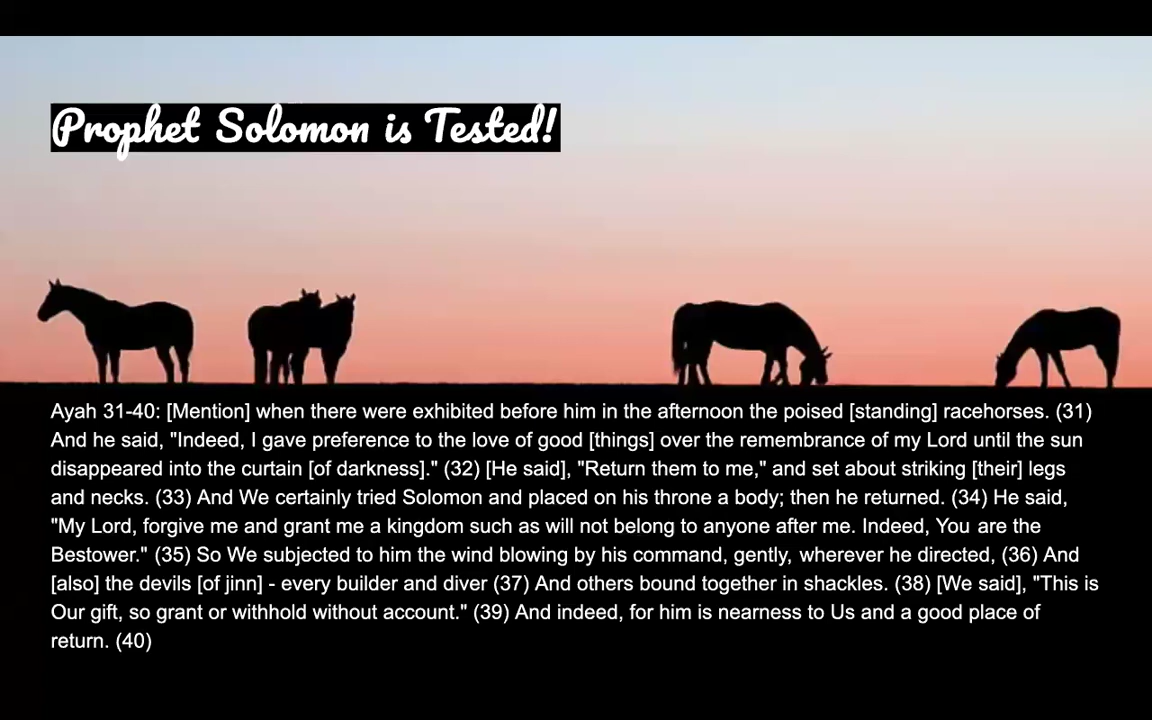 Prophet Solomon is Tested!
Ayah 31-40: [Mention] when there were exhibited before him in the afternoon the poised [standing] racehorses. (31)
And he said, "Indeed, I gave preference to the love of good [things] over the remembrance of my Lord until the sun
disappeared into the curtain [of darkness]." (32) [He said], "Return them to me," and set about striking [their] legs
and necks. (33) And We certainly tried Solomon and placed on his throne a body; then he returned. (34) He said,
"My Lord, forgive me and grant me a kingdom such as will not belong to anyone after me. Indeed, You are the
Bestower." (35) So We subjected to him the wind blowing by his command, gently, wherever he directed, (36) And
[also] the devils [of jinn] - every builder and diver (37) And others bound together in shackles. (38) [We said], "This is
Our gift, so grant or withhold without account." (39) And indeed, for him is nearness to Us and a good place of
return. (40)